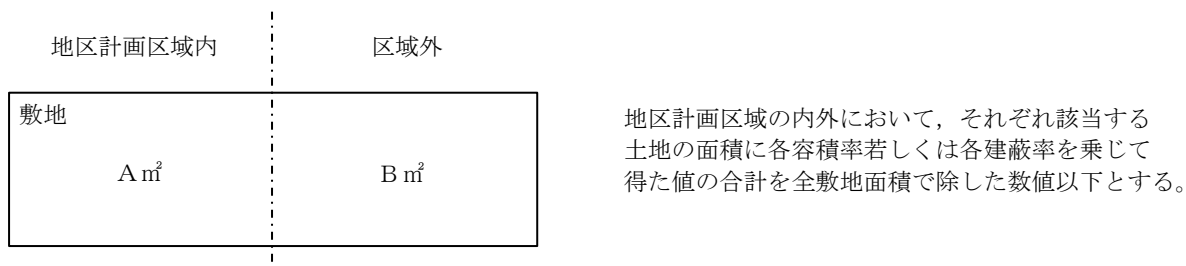 地区計画区域内
区域外
敷地
A㎡
B㎡
地区計画区域の内外において，それぞれ該当する
土地の面積に各容積率若しくは各建蔽率を乗じて
得た値の合計を全敷地面積で除した数値以下とする。